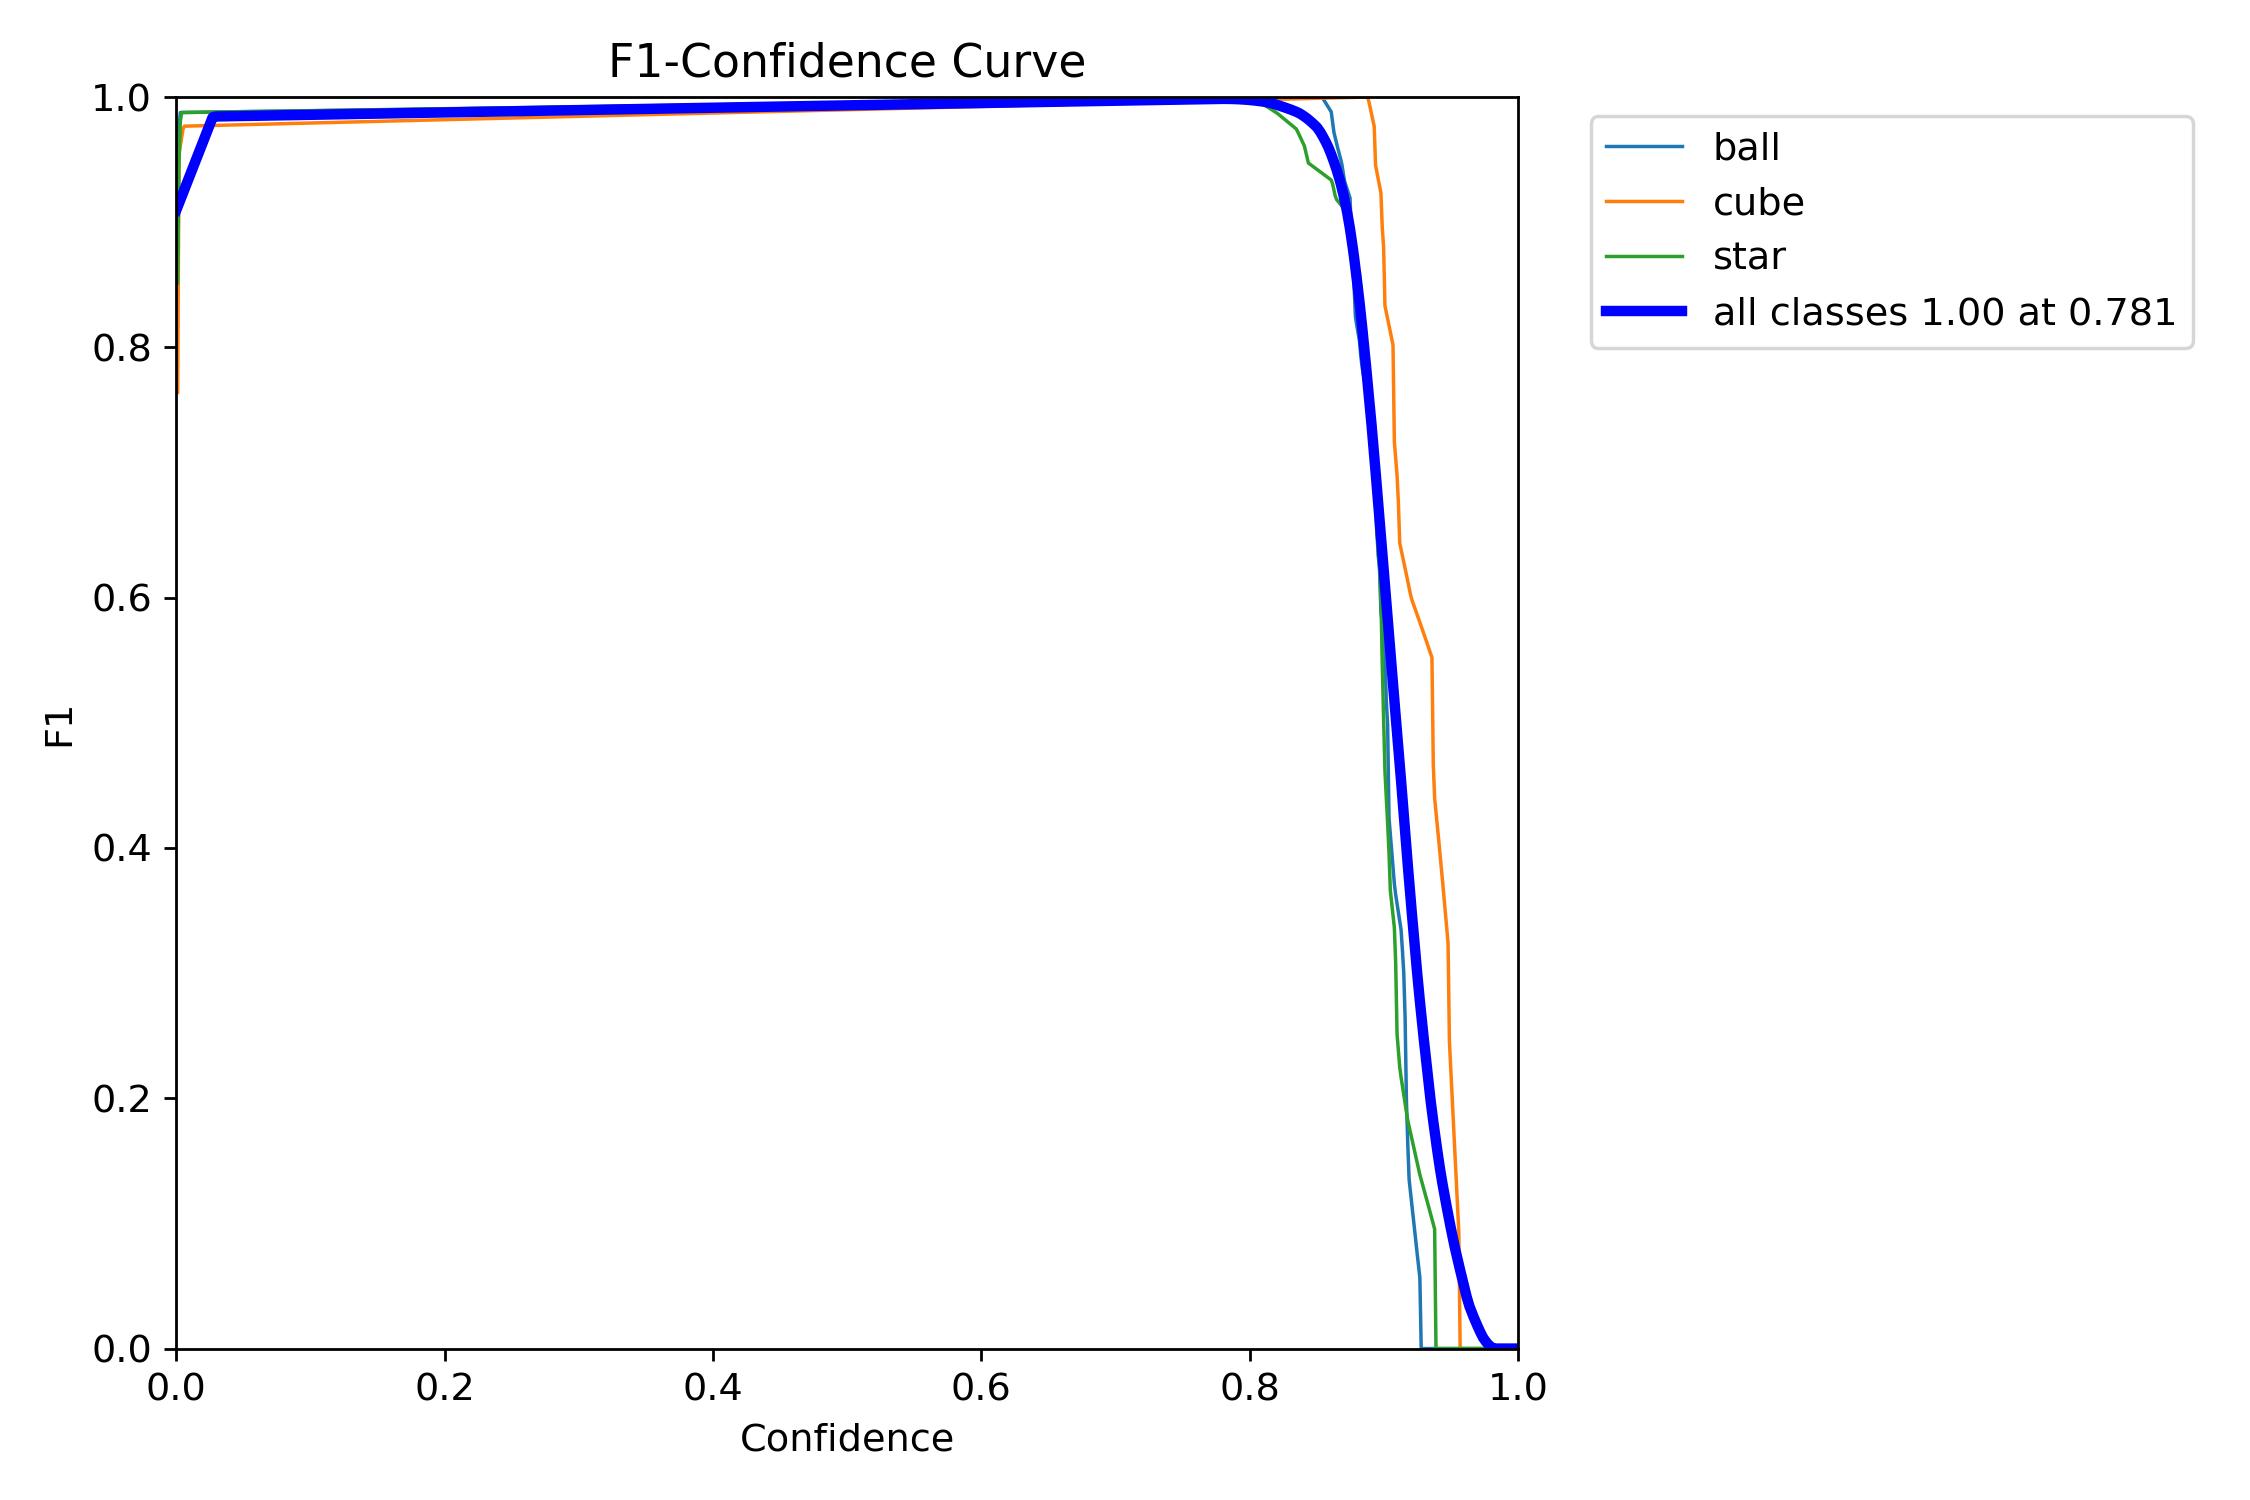 F1-Confidence Curve
1.0
0.8
0.6
0.4
0.2
0.0
F1
0.0 0.2 0.4 0.6 0.8 1.0
Confidence
ball
cube
star
all classes 1.00 at 0.781